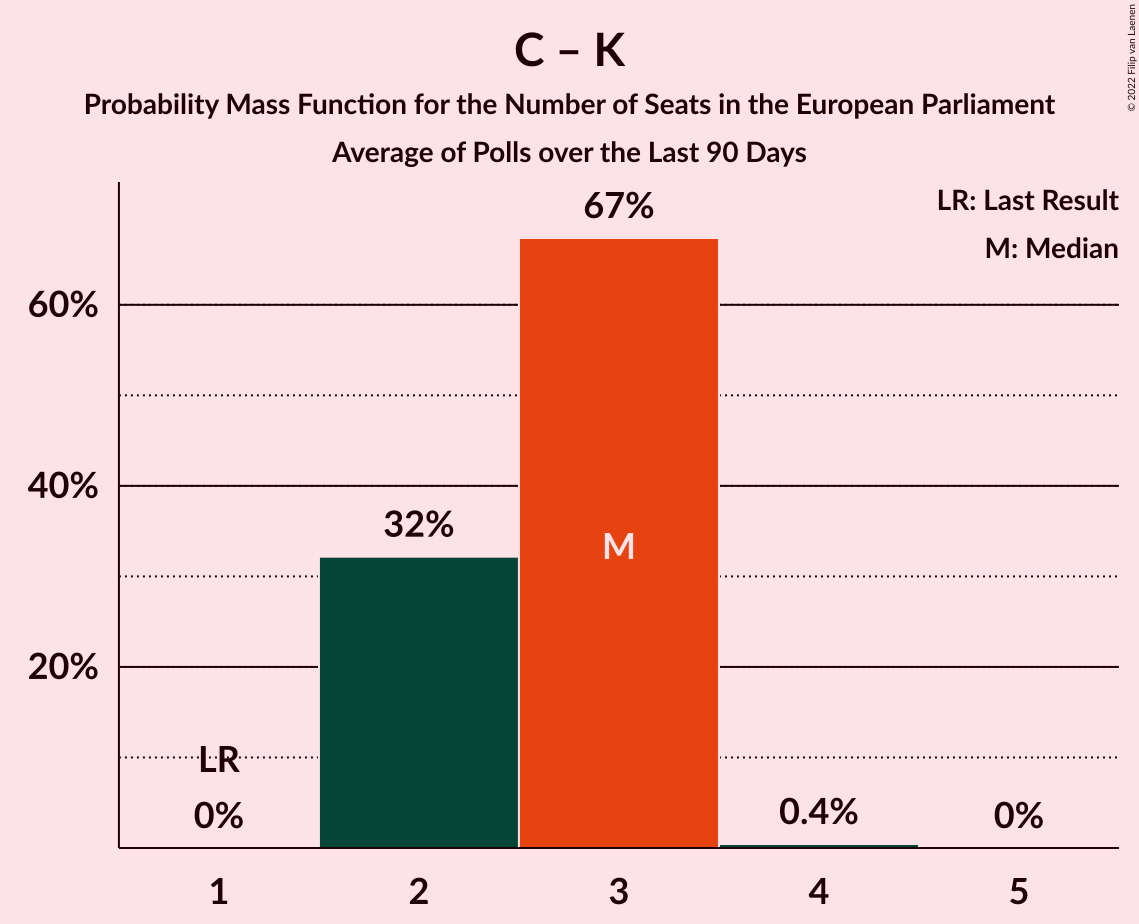 C – K
Probability Mass Function for the Number of Seats in the European Parliament
Average of Polls over the Last 90 Days
© 2022 Filip van Laenen
LR: Last Result
M: Median
67%
60%
40%
32%
M
20%
LR
0%
0.4%
0%
1 2 3 4 5